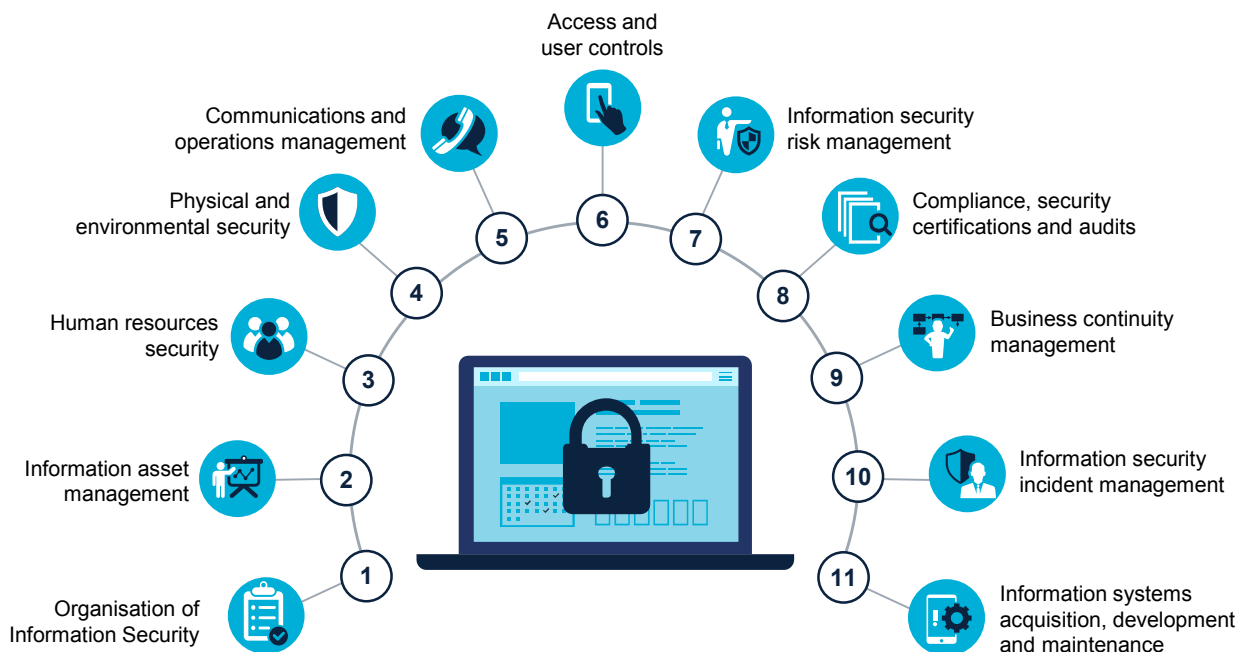 1
Organisation of
Information Security
2
Information asset
management
3
Human resources
security
4
Physical and
environmental security
5
Communications and
operations management
6
Access and
user controls
7
Information security
risk management
8
Compliance, security
certifications and audits
9
Business continuity
management
10
Information security
incident management
11
Information systems
acquisition, development
and maintenance